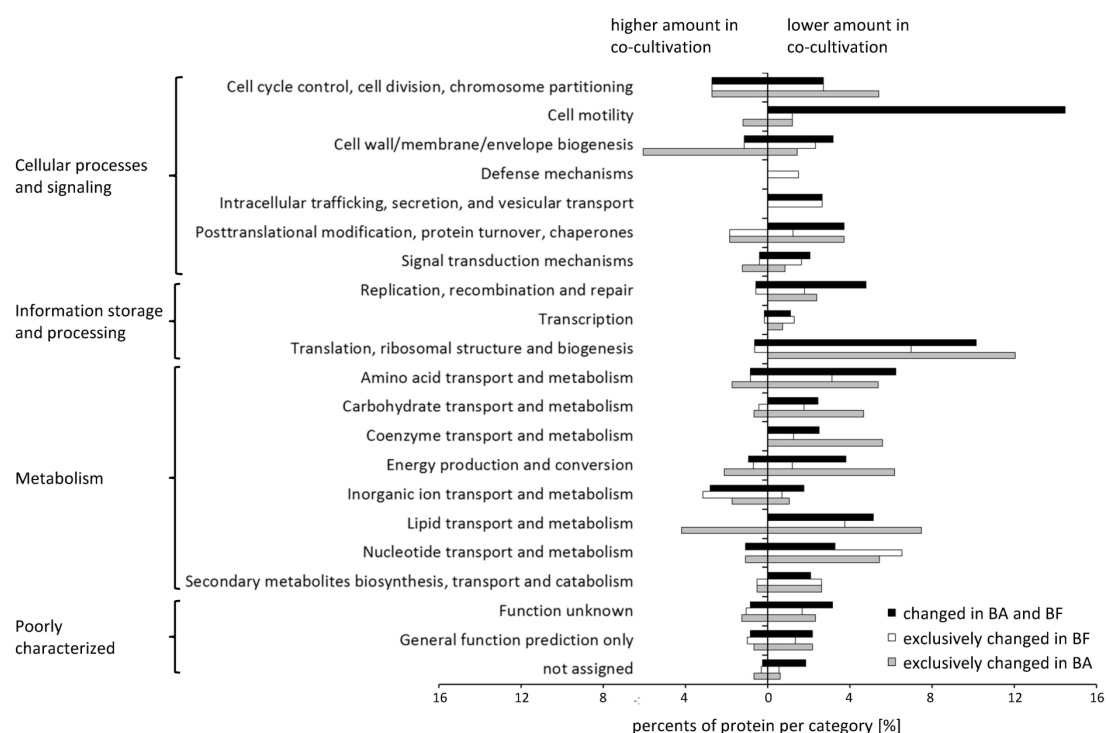 higher amount in
co-cultivation
lower amount in
co-cultivation
Cellular processes
and signaling
Cell cycle control, cell division, chromosome partitioning
Cell motility
Cell wall/membrane/envelope biogenesis
Defense mechanisms
Intracellular trafficking, secretion, and vesicular transport
Posttranslational modification, protein turnover, chaperones
Signal transduction mechanisms
Information storage
and processing
Replication, recombination and repair
Transcription
Translation, ribosomal structure and biogenesis
Metabolism
Amino acid transport and metabolism
Carbohydrate transport and metabolism
Coenzyme transport and metabolism
Energy production and conversion
Inorganic ion transport and metabolism
Lipid transport and metabolism
Nucleotide transport and metabolism
Secondary metabolites biosynthesis, transport and catabolism
Poorly
characterized
Function unknown
General function prediction only
not assigned
changed in BA and BF
exclusively changed in BF
exclusively changed in BA
16 12 8 4 0 4 8 12 16
percents of protein per category [%]